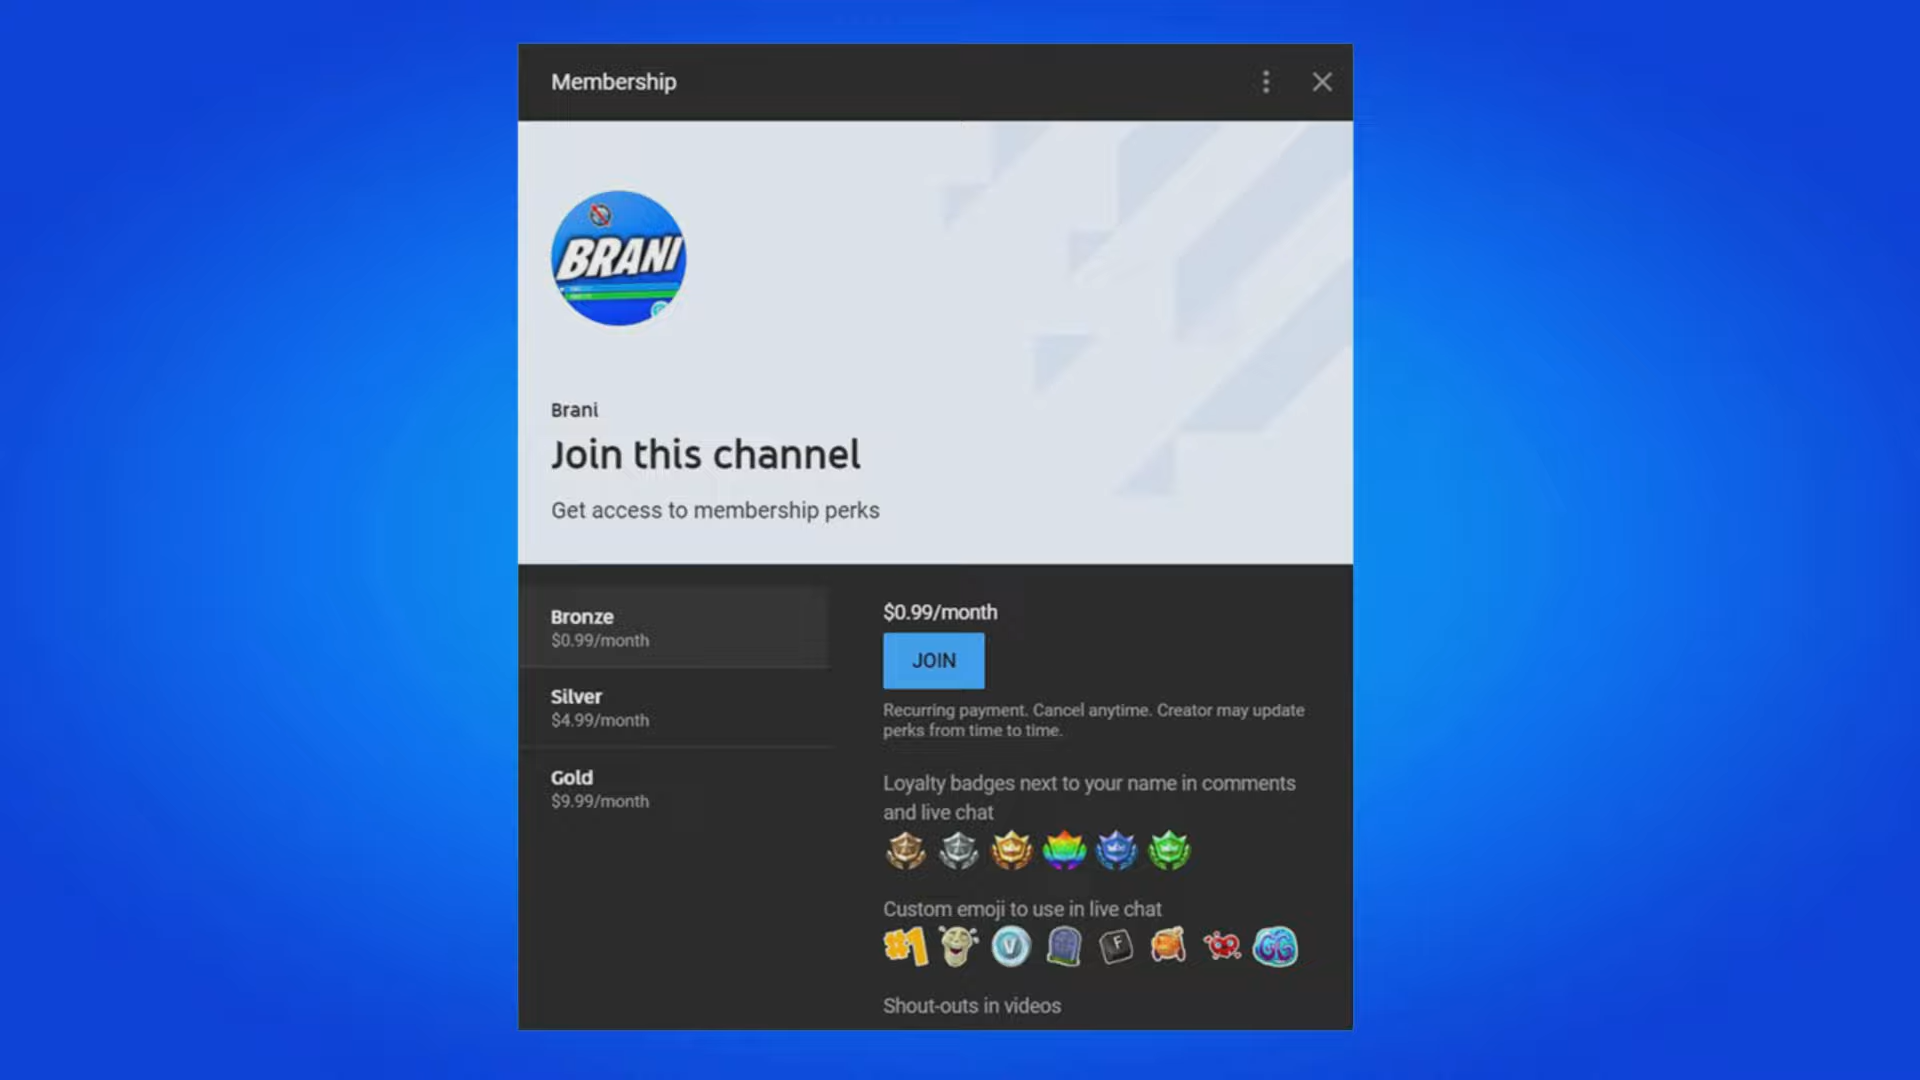 Membership
BRANI
Brani
Join this channel
Get access to membership perks
Bronze
$0.99/month
Silver
$4.99/month
Gold
$9.99/month
$0.99/month
JOIN
Recurring payment. Cancel anytime. Creator may update
perks from time to time.
Loyalty badges next to your name in comments
and live chat
Custom emoji to use in live chat
#1 V F GG
Shout-outs in videos